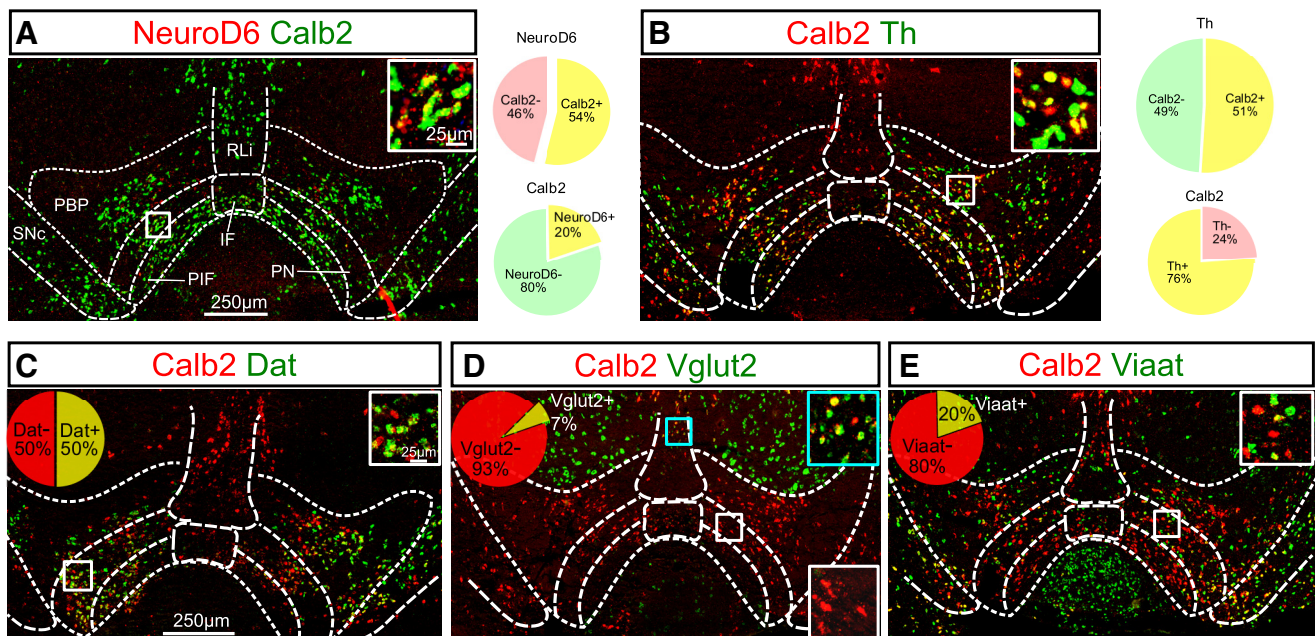 A NeuroD6 Calb2
25µm
RLi
PBP
SNc
IF
PIF
PN
250µm
NeuroD6
Calb2-
46%
Calb2+
54%
Calb2
NeuroD6+
20%
NeuroD6-
80%
B Calb2 Th
Th
Calb2-
49%
Calb2+
51%
Calb2
Th-
24%
Th+
76%
C Calb2 Dat
Dat-
50%
Dat+
50%
25µm
250µm
D Calb2 Vglut2
Vglut2+
7%
Vglut2-
93%
E Calb2 Viaat
Viaat+
20%
Viaat-
80%